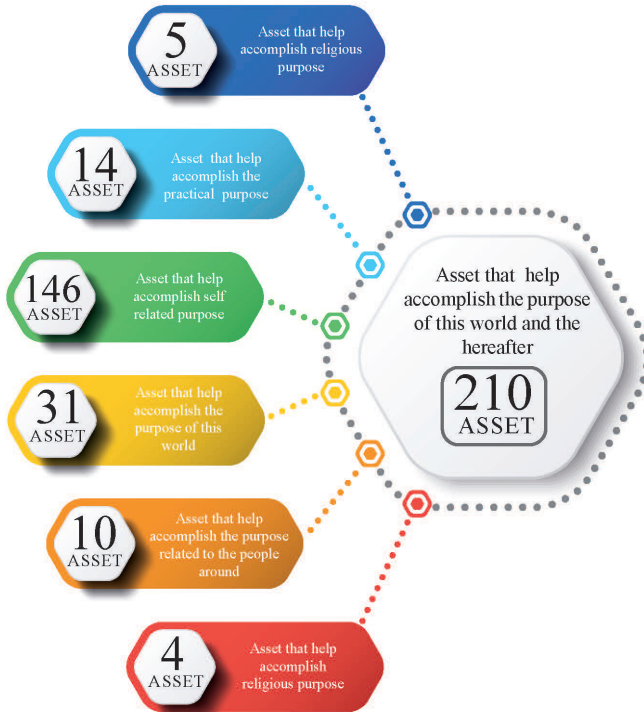 5
ASSET
Asset that help
accomplish religious
purpose
14
ASSET
Asset that help
accomplish the
practical purpose
146
ASSET
Asset that help
accomplish self
related purpose
31
ASSET
Asset that help
accomplish the
purpose of this
world
10
ASSET
Asset that help
accomplish the purpose
related to the people
around
4
ASSET
Asset that help
accomplish
religious purpose
Asset that help
accomplish the purpose
of this world and the
hereafter
210
ASSET